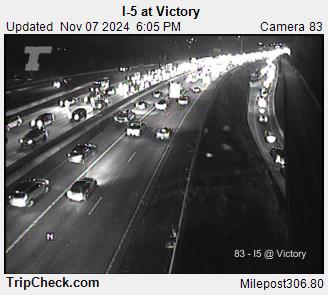 I-5 at Victory
Updated Nov 07 2024 6:05 PM Camera 83
T
N
83 - I5 @ Victory
TripCheck.com Milepost306.80